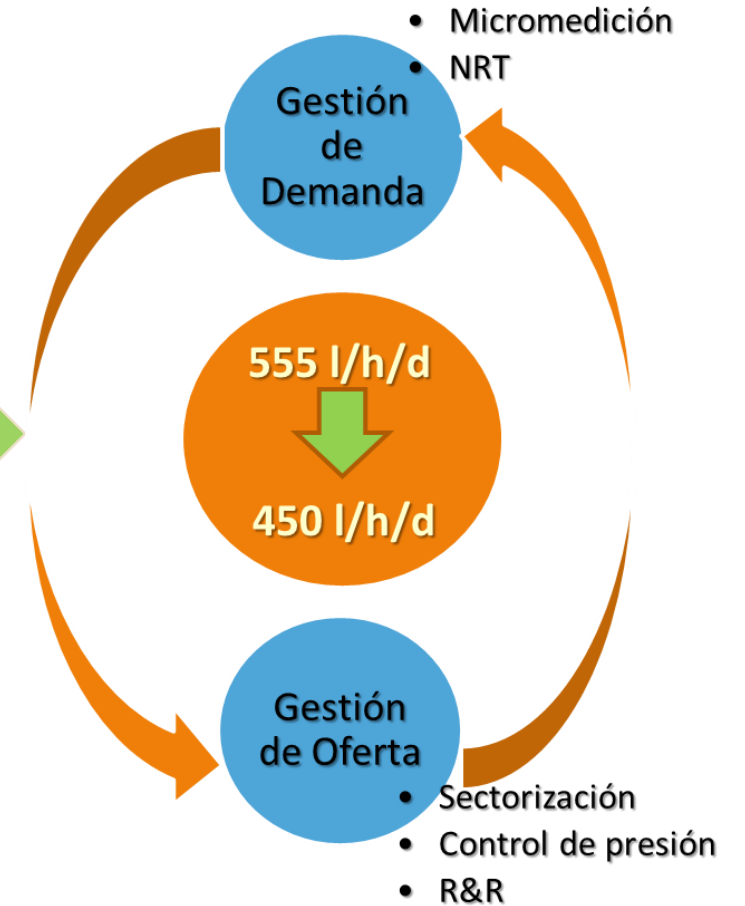 • Micromedición
• NRT
Gestión
de
Demanda
555 l/h/d
450 l/h/d
Gestión
de Oferta
• Sectorización
• Control de presión
• R&R